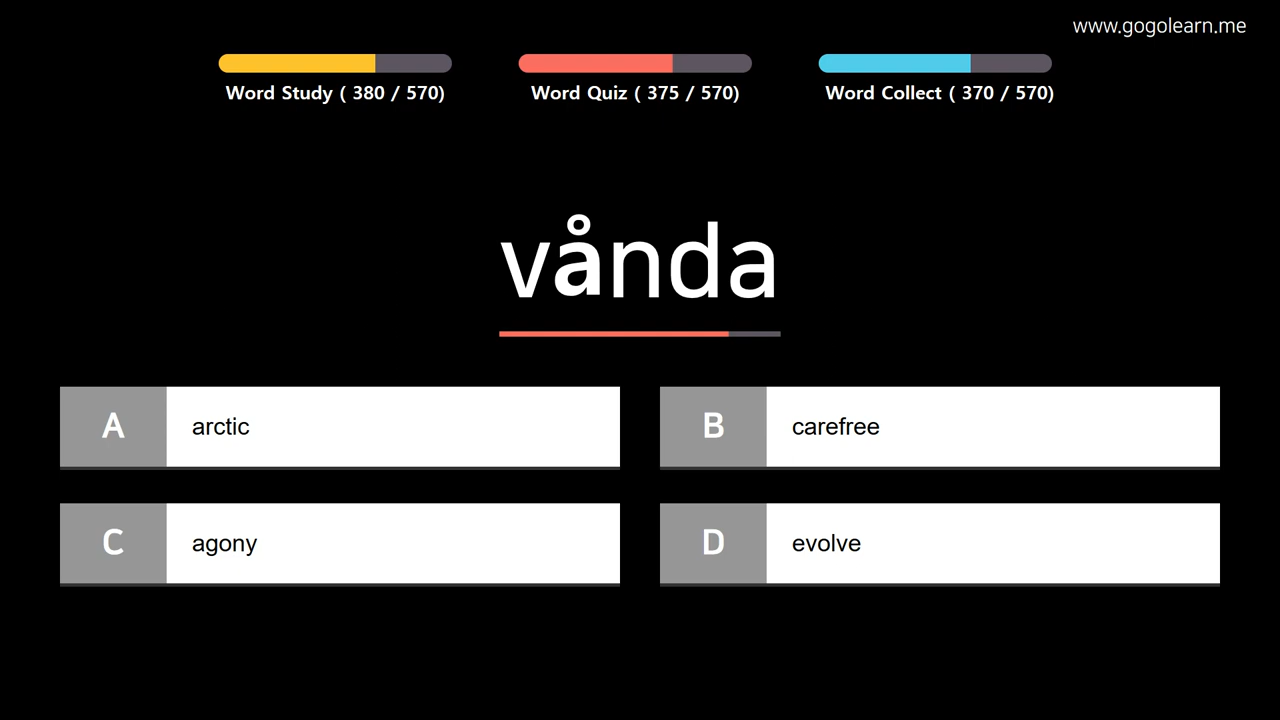 www.gogolearn.me
Word Study ( 380 / 570)
Word Quiz ( 375 / 570)
Word Collect ( 370 / 570)
vånda
A arctic
B carefree
C agony
D evolve